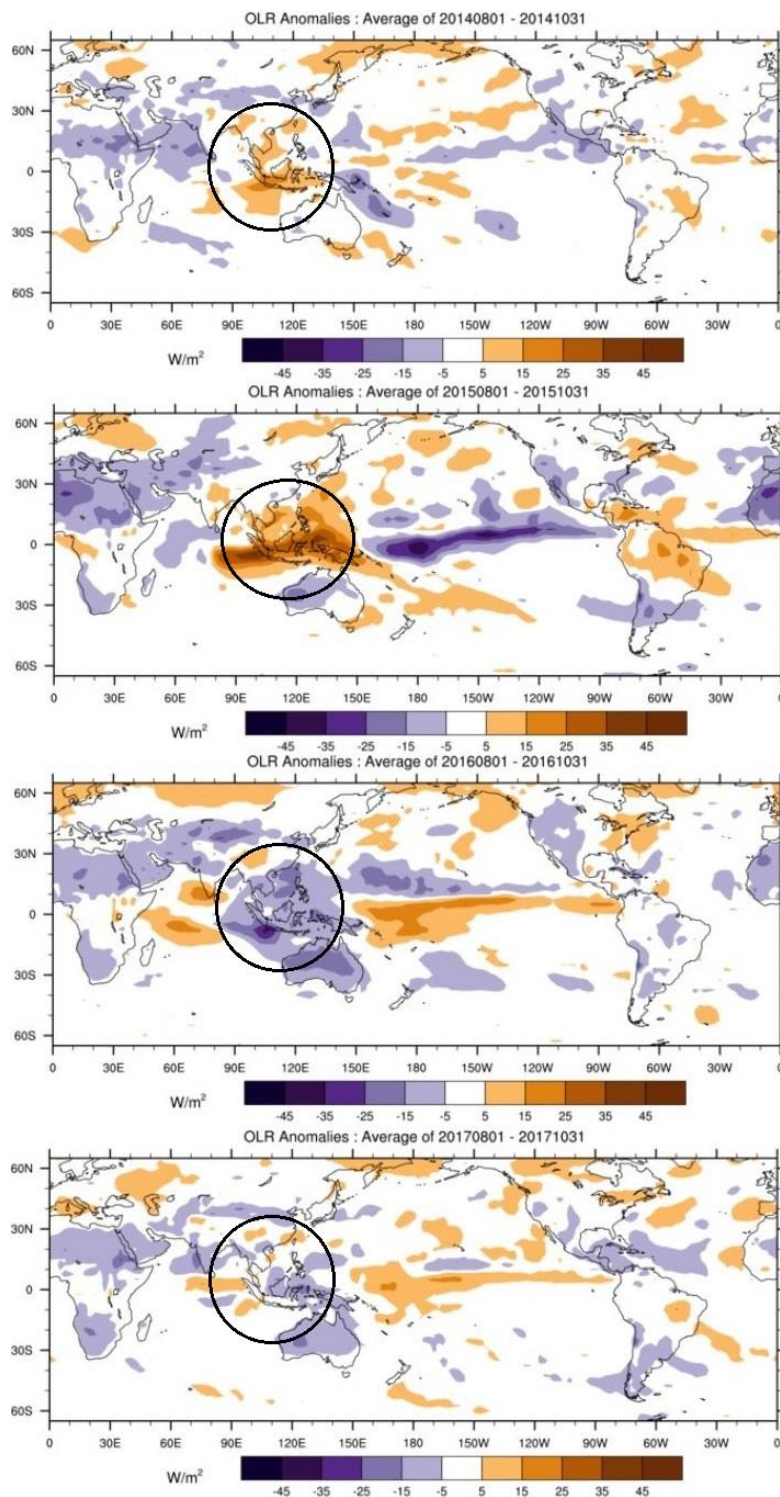 OLR Anomalies : Average of 20140801 - 20141031
60N
30N
0
30S
60S
0 30E 60E 90E 120E 150E 180 150W 120W 90W 60W 30W
W/m²
-45 -35 -25 -15 -5 5 15 25 35 45
OLR Anomalies : Average of 20150801 - 20151031
60N
30N
0
30S
60S
0 30E 60E 90E 120E 150E 180 150W 120W 90W 60W 30W
W/m²
-45 -35 -25 -15 -5 5 15 25 35 45
OLR Anomalies : Average of 20160801 - 20161031
60N
30N
0
30S
60S
0 30E 60E 90E 120E 150E 180 150W 120W 90W 60W 30W
W/m²
-45 -35 -25 -15 -5 5 15 25 35 45
OLR Anomalies : Average of 20170801 - 20171031
60N
30N
0
30S
60S
0 30E 60E 90E 120E 150E 180 150W 120W 90W 60W 30W
W/m²
-45 -35 -25 -15 -5 5 15 25 35 45